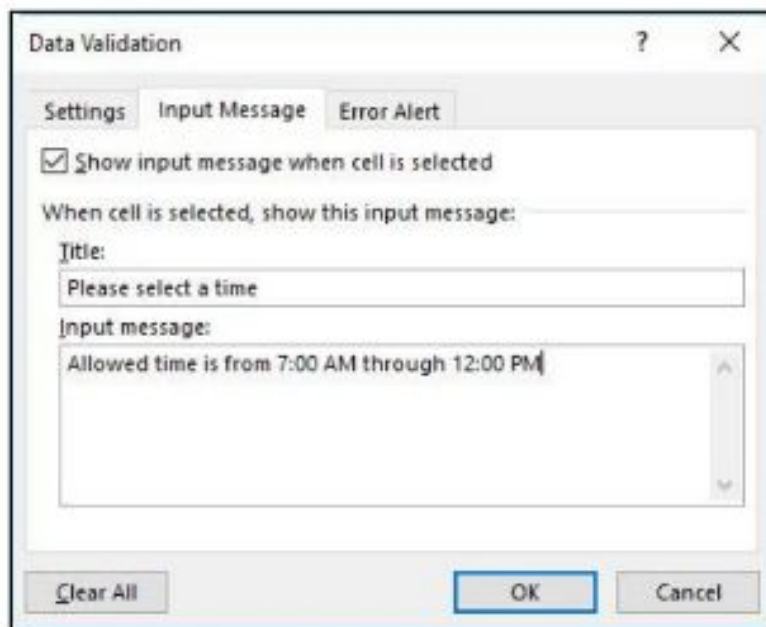 Data Validation ? ×
Settings Input Message Error Alert
Show input message when cell is selected
When cell is selected, show this input message:
Title:
Please select a time
Input message:
Allowed time is from 7:00 AM through 12:00 PM
Clear All OK Cancel